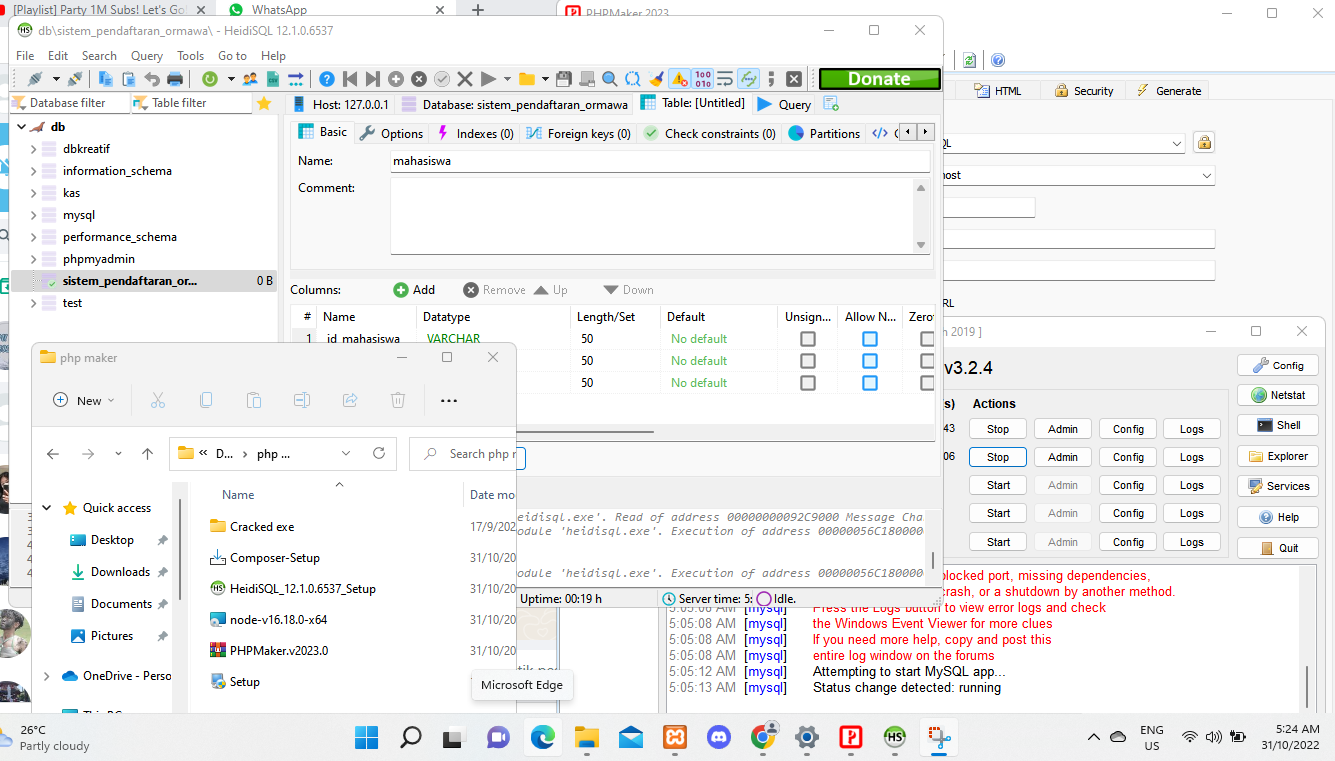 [Playlist] Party 1M Subs! Let's Go!
WhatsApp
PHPMaker 2023
db\sistem_pendaftaran_ormawa\ - HeidiSQL 12.1.0.6537
File Edit Search Query Tools Go to Help
Donate
Database filter
Table filter
Host: 127.0.0.1
Database: sistem_pendaftaran_ormawa
Table: [Untitled]
Query
db
dbkreatif
information_schema
kas
mysql
performance_schema
phpmyadmin
sistem_pendaftaran_or... 0 B
test
Basic Options Indexes (0) Foreign keys (0) Check constraints (0) Partitions
Name: mahasiswa
Comment:
Columns: Add Remove Up Down
# Name Datatype Length/Set Default Unsign... Allow N... Zero
1 id_mahasiswa VARCHAR 50 No default
50 No default
50 No default
HTML Security Generate
QL
ost
RL
php maker
New
D... php ...
Search php
Name Date mo
Quick access
Desktop
Downloads
Documents
Pictures
OneDrive - Perso
Cracked exe 17/9/202
Composer-Setup 31/10/20
HeidiSQL_12.1.0.6537_Setup 31/10/20
node-v16.18.0-x64 31/10/20
PHPMaker.v2023.0 31/10/20
Setup
Microsoft Edge
eidisql.exe'. Read of address 00000000092C9000 Message Cha
odule 'heidisql.exe'. Execution of address 00000056C180000
odule 'heidisql.exe'. Execution of address 00000056C180000
Uptime: 00:19 h
Server time: 5:
Idle.
2019 ]
v3.2.4
Config
Netstat
Shell
Explorer
Services
Help
Quit
s) Actions
43 Stop Admin Config Logs
06 Stop Admin Config Logs
Start Admin Config Logs
Start Admin Config Logs
Start Admin Config Logs
locked port, missing dependencies,
crash, or a shutdown by another method.
5:05:08 AM [mysql] Press the Logs button to view error logs and check
5:05:08 AM [mysql] the Windows Event Viewer for more clues
5:05:08 AM [mysql] If you need more help, copy and post this
5:05:08 AM [mysql] entire log window on the forums
5:05:12 AM [mysql] Attempting to start MySQL app...
5:05:13 AM [mysql] Status change detected: running
26°C
Partly cloudy
ENG
US
5:24 AM
31/10/2022